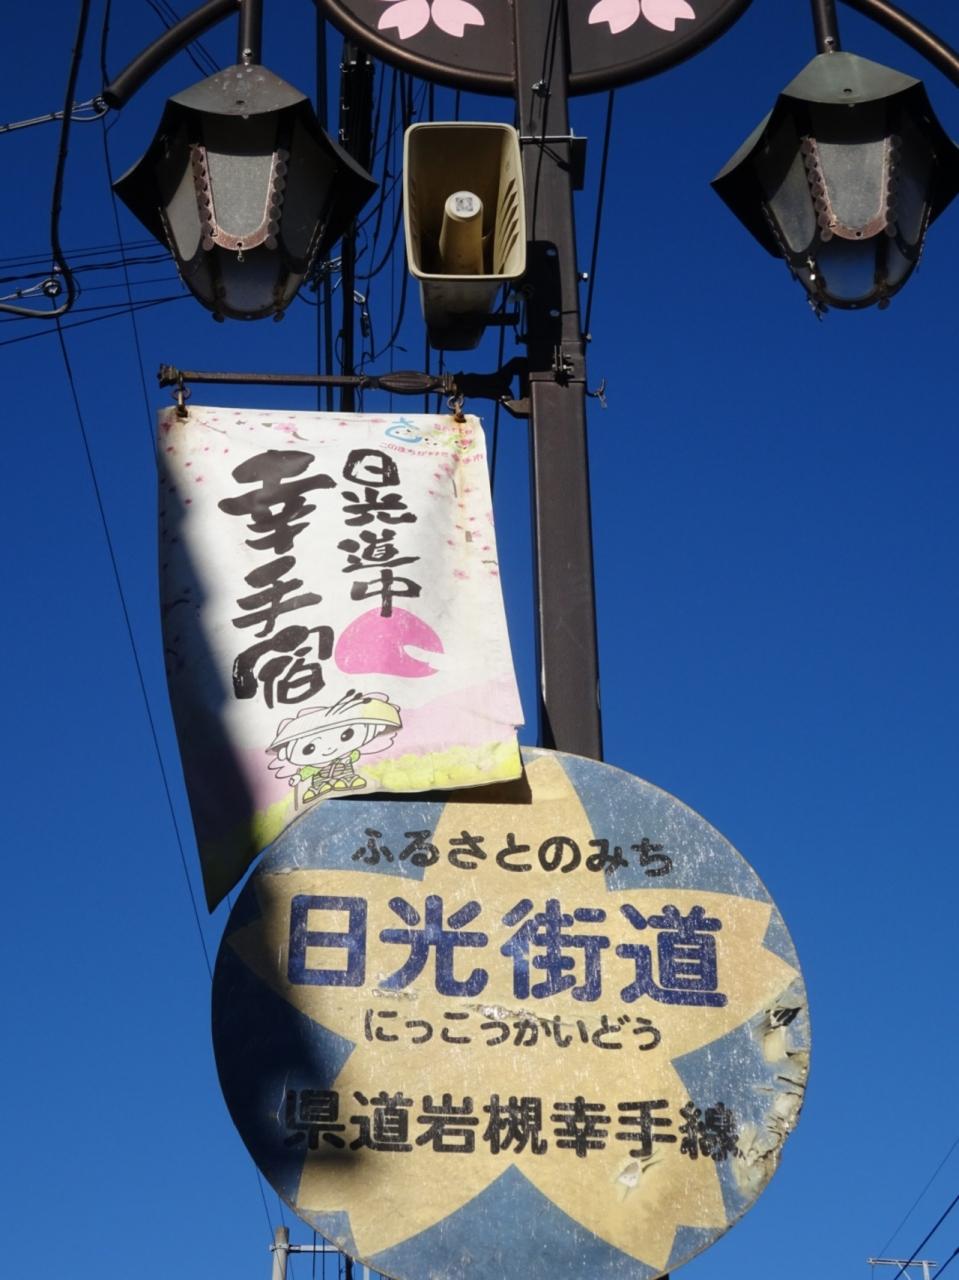 日光道中
幸手宿
ふるさとのみち
日光街道
にっこうかいどう
県道岩槻幸手線